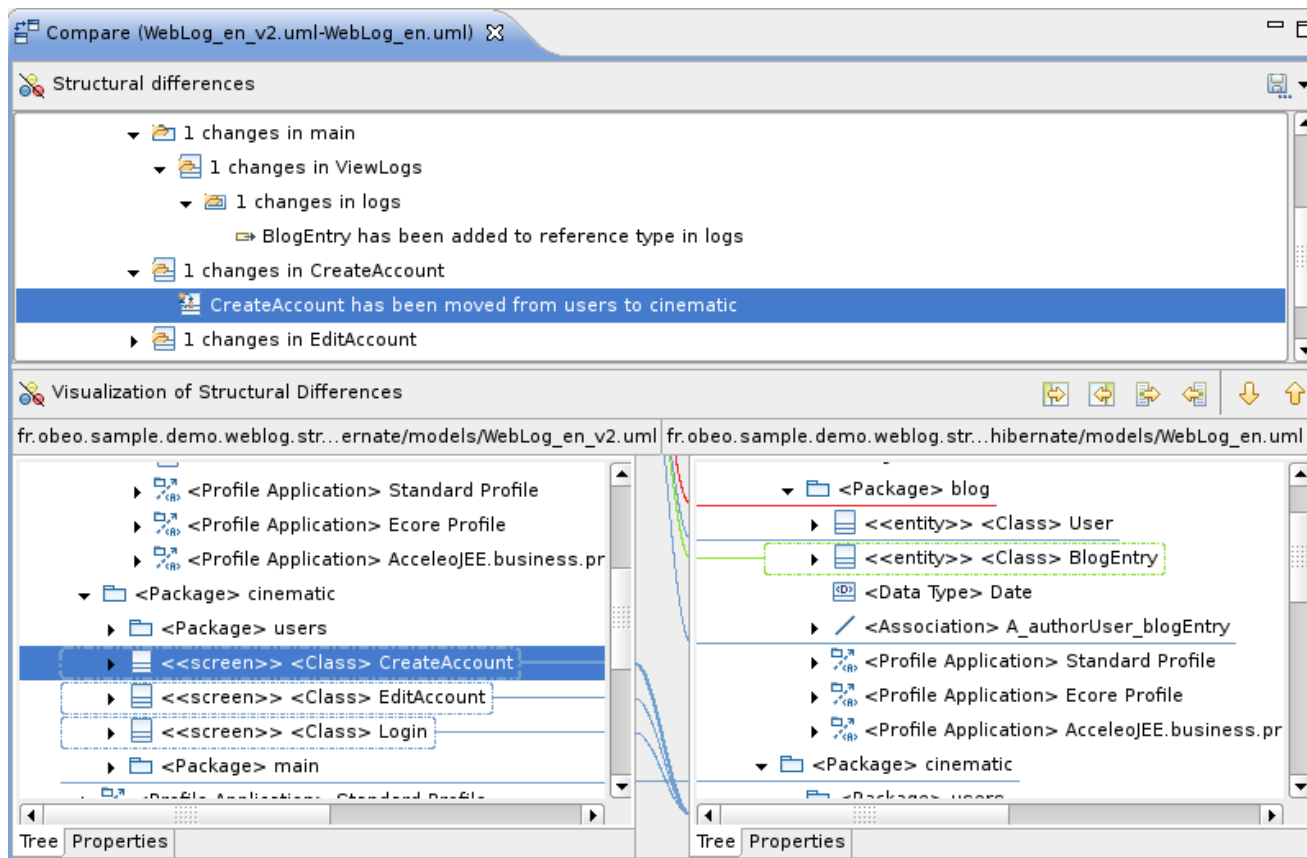 Compare (WebLog_en_v2.uml-WebLog_en.uml)
Structural differences
1 changes in main
1 changes in ViewLogs
1 changes in logs
BlogEntry has been added to reference type in logs
1 changes in CreateAccount
CreateAccount has been moved from users to cinematic
1 changes in EditAccount
Visualization of Structural Differences
fr.obeo.sample.demo.weblog.str...ernate/models/WebLog_en_v2.uml
<Profile Application> Standard Profile
<Profile Application> Ecore Profile
<Profile Application> AcceleoJEE.business.pr
<Package> cinematic
<Package> users
<<screen>> <Class> CreateAccount
<<screen>> <Class> EditAccount
<<screen>> <Class> Login
<Package> main
<Profile Application> Standard Profile
Tree Properties
fr.obeo.sample.demo.weblog.str...hibernate/models/WebLog_en.uml
<Package> blog
<<entity>> <Class> User
<<entity>> <Class> BlogEntry
<Data Type> Date
<Association> A_authorUser_blogEntry
<Profile Application> Standard Profile
<Profile Application> Ecore Profile
<Profile Application> AcceleoJEE.business.pr
<Package> cinematic
<Package> users
Tree Properties